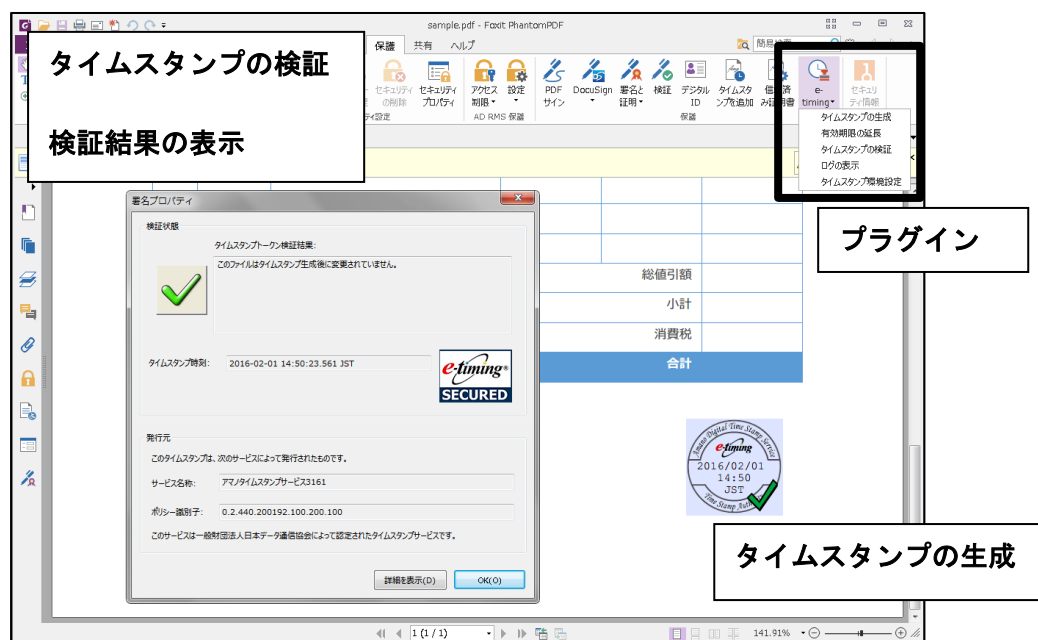 sample.pdf - Foxit PhantomPDF
保護 共有 ヘルプ
タイムスタンプの検証
検証結果の表示
セキュリティ の削除
セキュリティ プロパティ
アクセス 制限
設定
PDF サイン
DocuSign
署名と 証明
検証
デジタル ID
タイムスタ ンプを追加
e-timing
セキュリ ティ情報
AD RMS 保護
保護
タイムスタンプの生成
有効期限の延長
タイムスタンプの検証
ログの表示
タイムスタンプ環境設定
プラグイン
署名プロパティ
検証状態
タイムスタンプトークン検証結果:
このファイルはタイムスタンプ生成後に変更されていません。
タイムスタンプ時刻: 2016-02-01 14:50:23.561 JST
e-timing®
SECURED
発行元
このタイムスタンプは、次のサービスによって発行されたものです。
サービス名称: アマノタイムスタンプサービス3161
ポリシー識別子: 0.2.440.200192.100.200.100
このサービスは一般財団法人日本データ通信協会によって認定されたタイムスタンプサービスです。
詳細を表示(D) OK(O)
総値引額
小計
消費税
合計
Amano Digital Time Stamp Service
e-timing
2016/02/01
14:50
JST
タイムスタンプの生成
1 (1 / 1)
141.91%